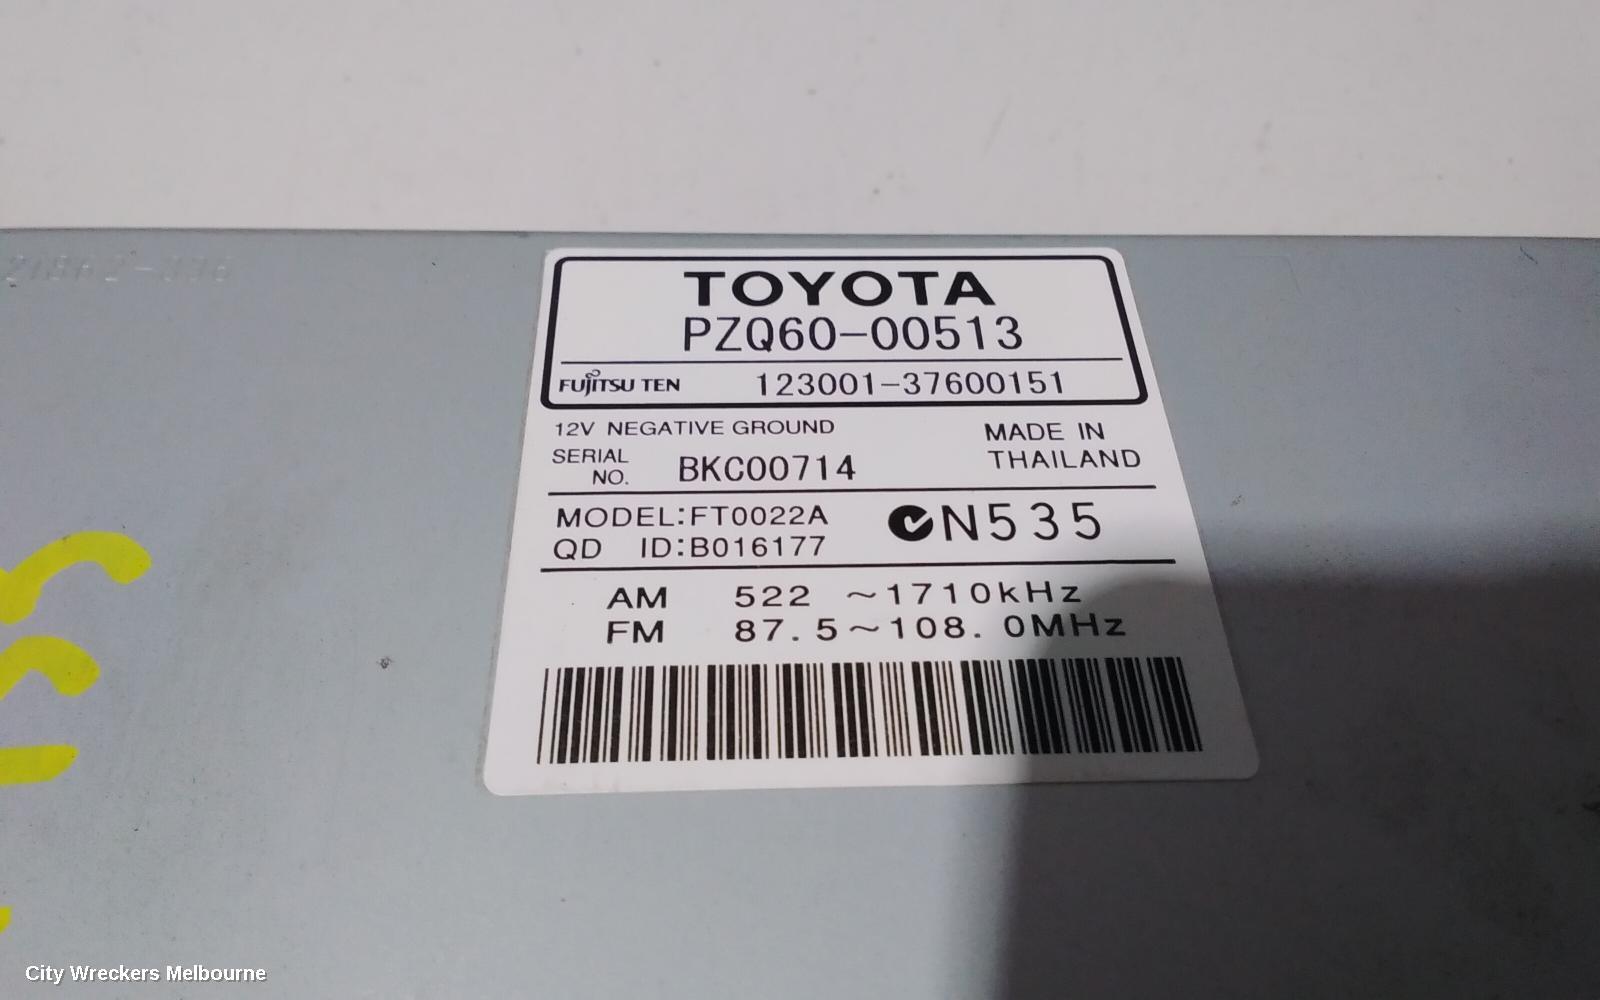 TOYOTA
PZQ60-00513
FUJITSU TEN 123001-37600151
12V NEGATIVE GROUND
MADE IN
THAILAND
SERIAL
NO. BKC00714
MODEL:FT0022A
QD ID:B016177
N535
AM 522 ~1710kHz
FM 87.5~108.0MHz
City Wreckers Melbourne